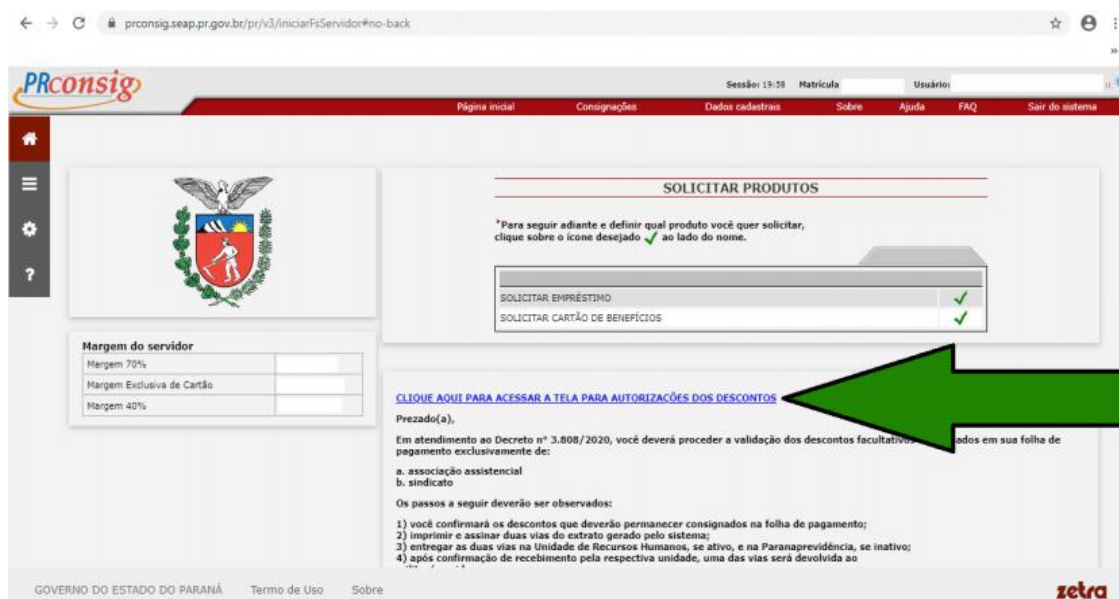 prconsig.seap.pr.gov.br/pr/v3/iniciarFsServidor#no-back
PRconsig
Sessão: 19:58 Matrícula Usuário:
Página inicial Consignações Dados cadastrais Sobre Ajuda FAQ Sair do sistema
SOLICITAR PRODUTOS
*Para seguir adiante e definir qual produto você quer solicitar,
clique sobre o ícone desejado ✓ ao lado do nome.
SOLICITAR EMPRÉSTIMO
SOLICITAR CARTÃO DE BENEFÍCIOS
Margem do servidor
Margem 70%
Margem Exclusiva de Cartão
Margem 40%
CLIQUE AQUI PARA ACESSAR A TELA PARA AUTORIZAÇÕES DOS DESCONTOS
Prezado(a),
Em atendimento ao Decreto n° 3.808/2020, você deverá proceder a validação dos descontos facultativos em sua folha de
pagamento exclusivamente de:
a. associação assistencial
b. sindicato
Os passos a seguir deverão ser observados:
1) você confirmará os descontos que deverão permanecer consignados na folha de pagamento;
2) imprimir e assinar duas vias do extrato gerado pelo sistema;
3) entregar as duas vias na Unidade de Recursos Humanos, se ativo, e na Paranaprevidência, se inativo;
4) após confirmação de recebimento pela respectiva unidade, uma das vias será devolvida ao
GOVERNO DO ESTADO DO PARANÁ Termo de Uso Sobre
zetra